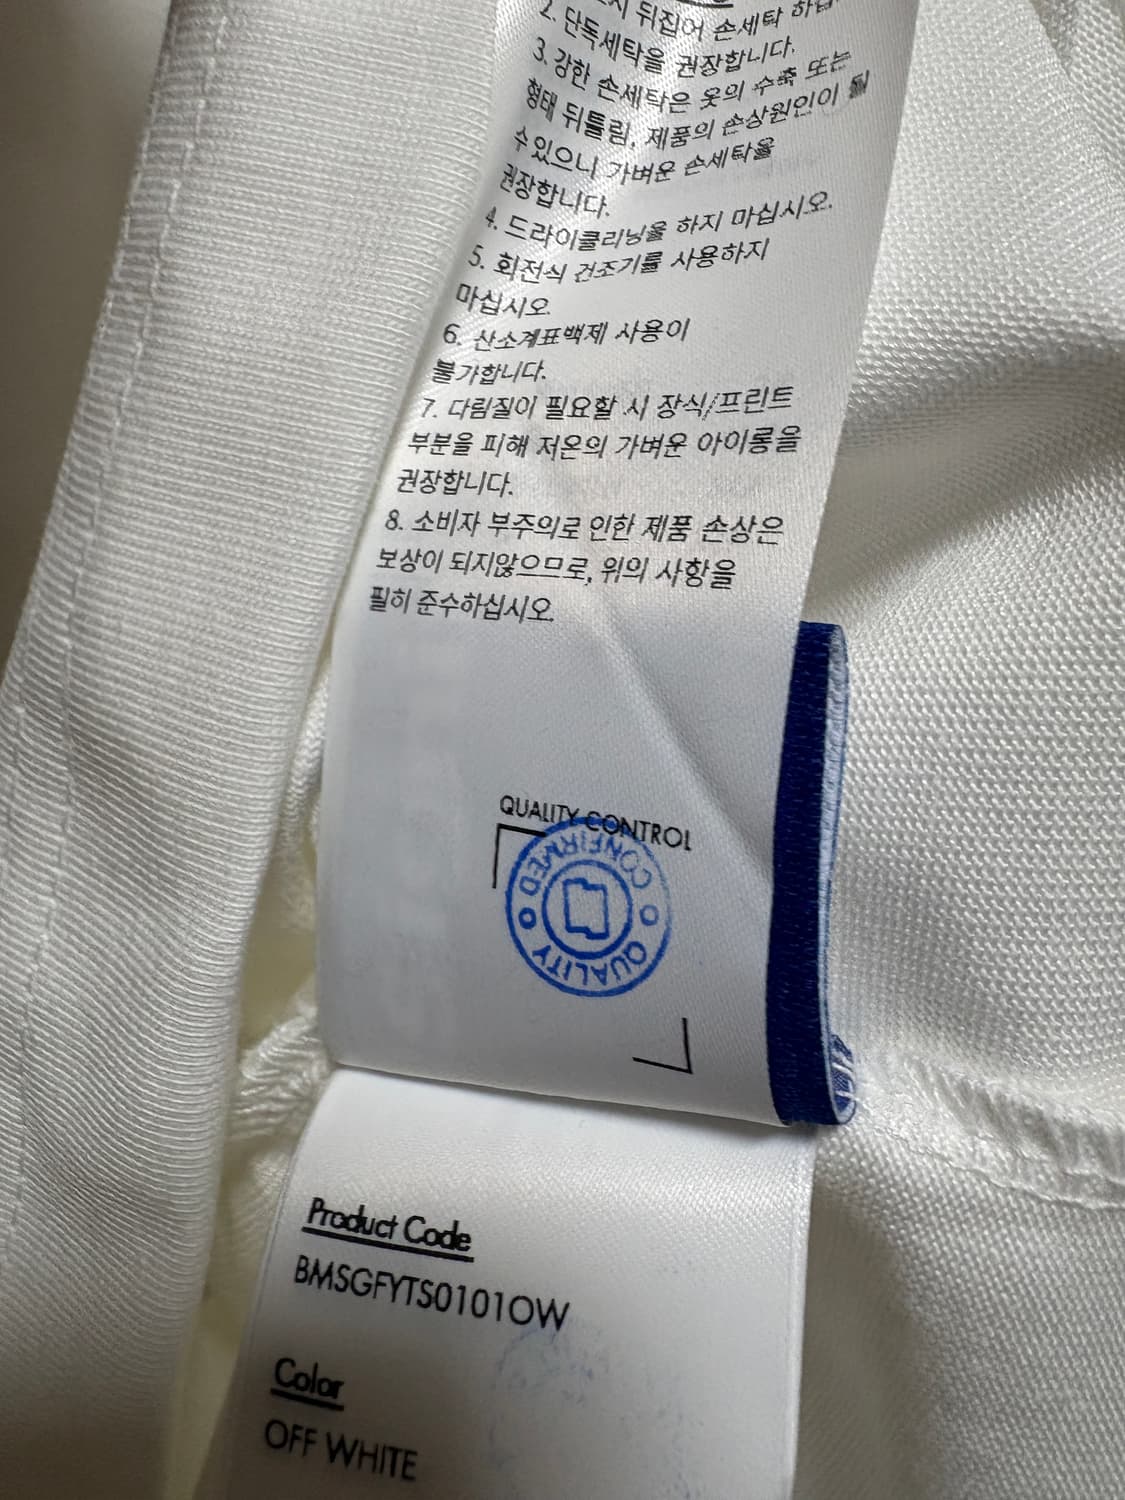 뒤집어 손세탁
2. 단독세탁을 권장합니다.
3. 강한 손세탁은 옷의 수축 또는
형태 뒤틀림, 제품의 손상원인이 될
수 있으니 가벼운 손세탁을
권장합니다.
4. 드라이클리닝을 하지 마십시오.
5. 회전식 건조기를 사용하지
마십시오.
6. 산소계표백제 사용이
불가합니다.
7. 다림질이 필요할 시 장식/프린트
부분을 피해 저온의 가벼운 아이롱을
권장합니다.
8. 소비자 부주의로 인한 제품 손상은
보상이 되지않으므로, 위의 사항을
필히 준수하십시오.
QUALITY CONTROL
CONFIRMED
QUALITY
Product Code
BMSGFYTS0101OW
Color
OFF WHITE